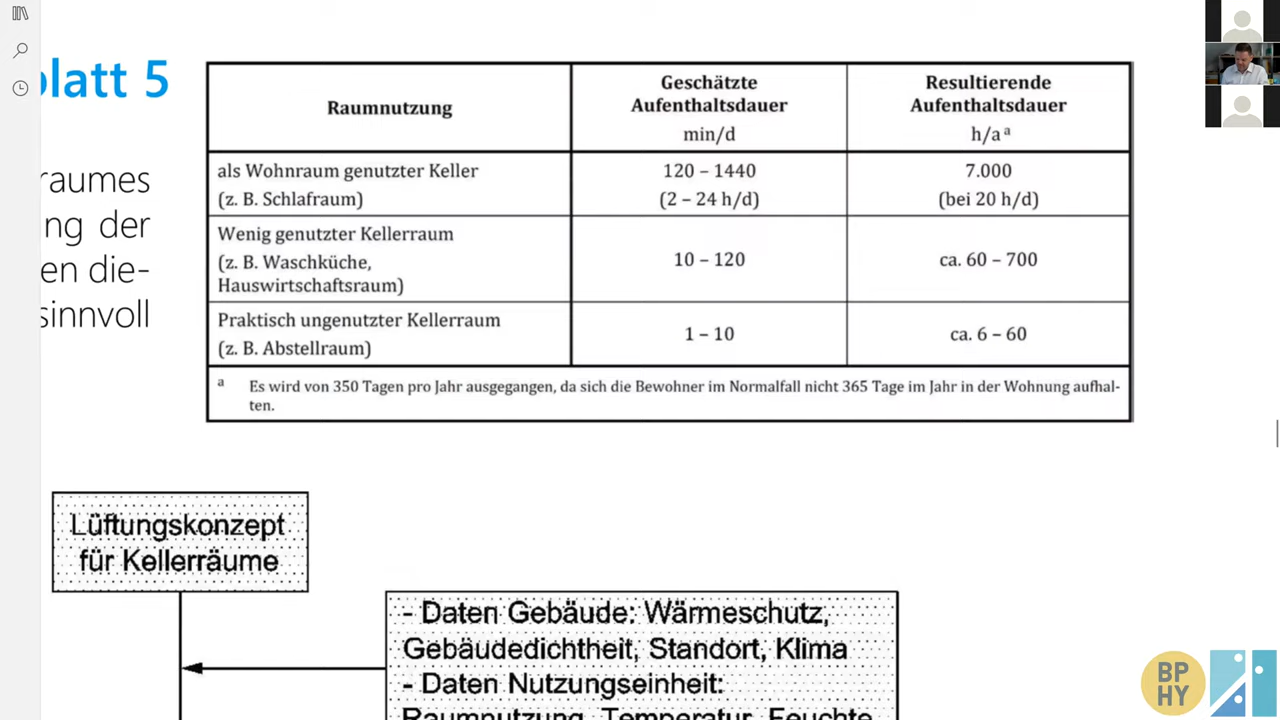 blatt 5
raumes
ng der
en die-
sinnvoll
Raumnutzung
Geschätzte
Aufenthaltsdauer
min/d
Resultierende
Aufenthaltsdauer
h/a a
als Wohnraum genutzter Keller
(z. B. Schlafraum)
120 – 1440
(2 – 24 h/d)
7.000
(bei 20 h/d)
Wenig genutzter Kellerraum
(z. B. Waschküche,
Hauswirtschaftsraum)
10 – 120
ca. 60 – 700
Praktisch ungenutzter Kellerraum
(z. B. Abstellraum)
1 – 10
ca. 6 – 60
a Es wird von 350 Tagen pro Jahr ausgegangen, da sich die Bewohner im Normalfall nicht 365 Tage im Jahr in der Wohnung aufhal-
ten.
Lüftungskonzept
für Kellerräume
- Daten Gebäude: Wärmeschutz,
Gebäudedichtheit, Standort, Klima
- Daten Nutzungseinheit:
Raumnutzung, Temperatur, Feuchte
BP
HY